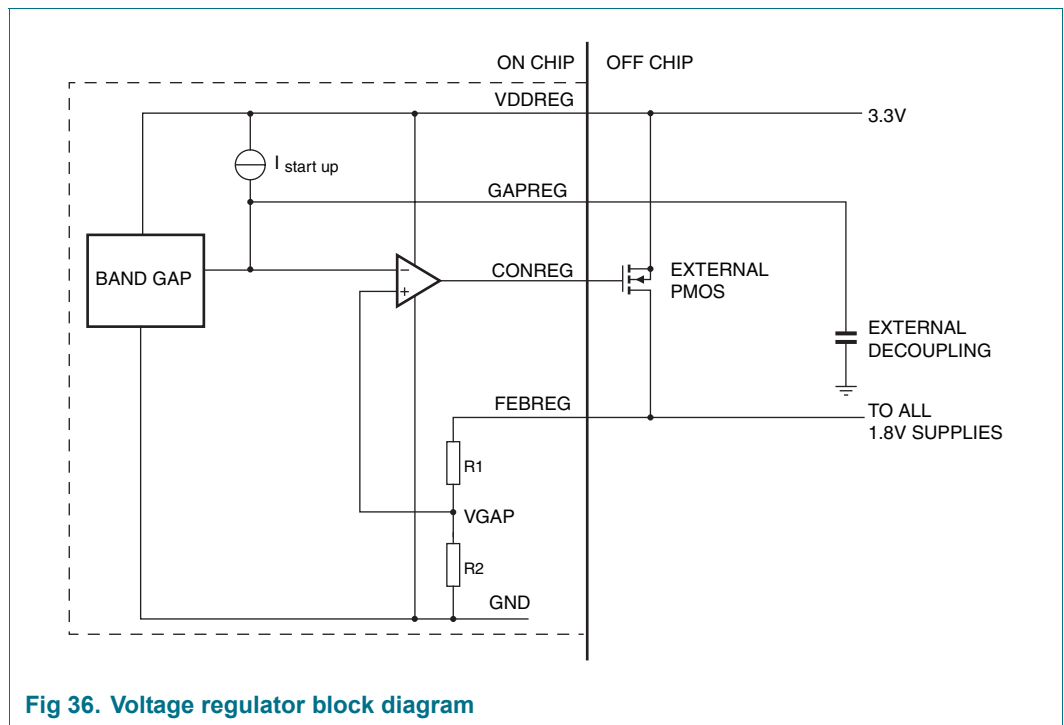 ON CHIP
OFF CHIP
VDDREG
3.3V
I start up
GAPREG
BAND GAP
−
+
CONREG
EXTERNAL
PMOS
EXTERNAL
DECOUPLING
FEBREG
TO ALL
1.8V SUPPLIES
R1
VGAP
R2
GND
Fig 36. Voltage regulator block diagram